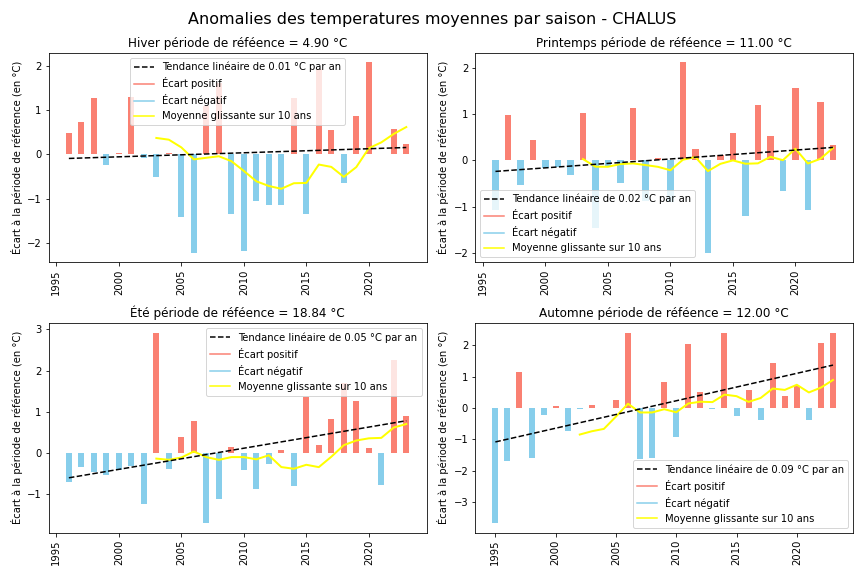 Anomalies des temperatures moyennes par saison - CHALUS
Hiver période de réféence = 4.90 °C
Écart à la période de référence (en °C)
2
1
0
−1
−2
Tendance linéaire de 0.01 °C par an
Écart positif
Écart négatif
Moyenne glissante sur 10 ans
1995
2000
2005
2010
2015
2020
Printemps période de réféence = 11.00 °C
Écart à la période de référence (en °C)
2
1
0
−1
−2
Tendance linéaire de 0.02 °C par an
Écart positif
Écart négatif
Moyenne glissante sur 10 ans
1995
2000
2005
2010
2015
2020
Été période de réféence = 18.84 °C
Écart à la période de référence (en °C)
3
2
1
0
−1
Tendance linéaire de 0.05 °C par an
Écart positif
Écart négatif
Moyenne glissante sur 10 ans
1995
2000
2005
2010
2015
2020
Automne période de réféence = 12.00 °C
Écart à la période de référence (en °C)
2
1
0
−1
−2
−3
Tendance linéaire de 0.09 °C par an
Écart positif
Écart négatif
Moyenne glissante sur 10 ans
1995
2000
2005
2010
2015
2020